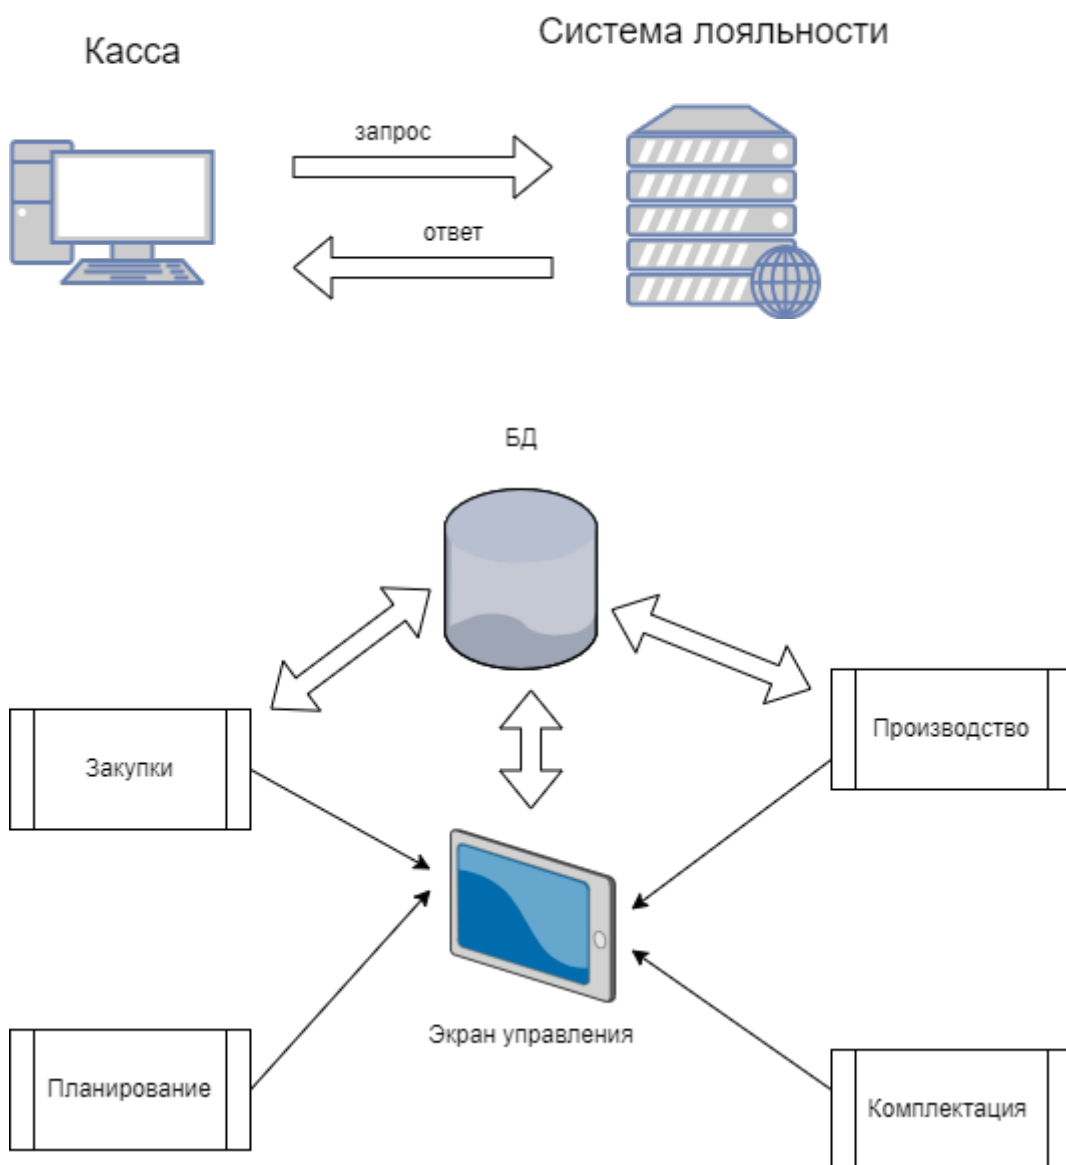 Касса
Система лояльности
запрос
ответ
БД
Закупки
Производство
Экран управления
Планирование
Комплектация